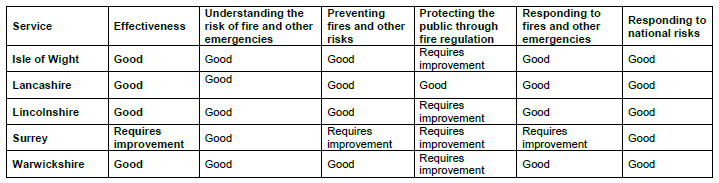 Service Effectiveness Understanding the risk of fire and other emergencies Preventing fires and other risks Protecting the public through fire regulation Responding to fires and other emergencies Responding to national risks
Isle of Wight Good Good Good Requires improvement Good Good
Lancashire Good Good Good Good Good Good
Lincolnshire Good Good Good Requires improvement Good Good
Surrey Requires improvement Good Requires improvement Requires improvement Requires improvement Good
Warwickshire Good Good Good Requires improvement Good Good